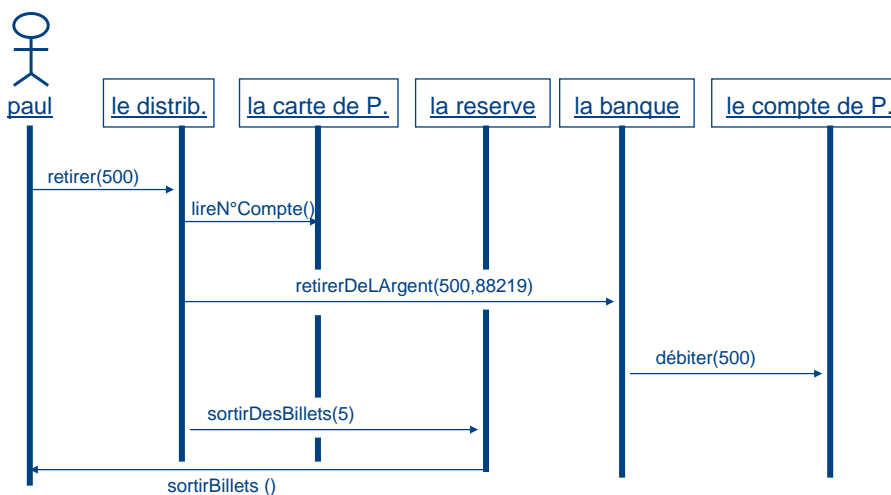 paul
le distrib.
la carte de P.
la reserve
la banque
le compte de P.
retirer(500)
lireN°Compte()
retirerDeLArgent(500,88219)
débiter(500)
sortirDesBillets(5)
sortirBillets ()